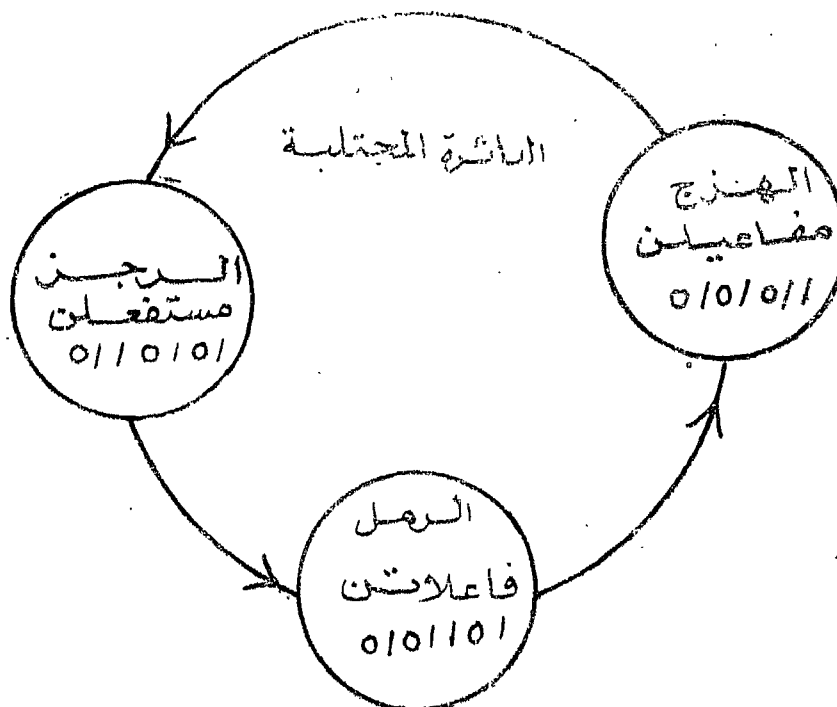 الدائرة المجتلبة
الهزج
مفاعيلن
0/0/0//
الرجز
مستفعلن
0//0/0/
الرمل
فاعلاتن
0/0//0/